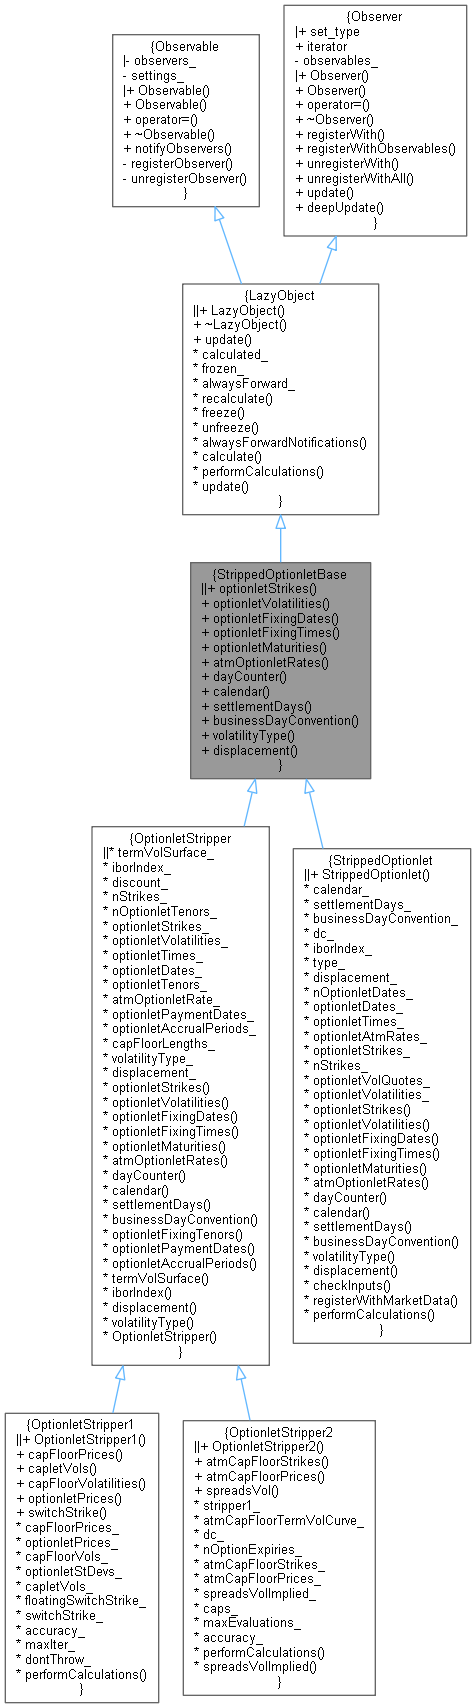 {Observable
|- observers_
- settings_
|+ Observable()
+ Observable()
+ operator=()
+ ~Observable()
+ notifyObservers()
- registerObserver()
- unregisterObserver()
}
{Observer
|+ set_type
+ iterator
- observables_
|+ Observer()
+ Observer()
+ operator=()
+ ~Observer()
+ registerWith()
+ registerWithObservables()
+ unregisterWith()
+ unregisterWithAll()
+ update()
+ deepUpdate()
}
{LazyObject
||+ LazyObject()
+ ~LazyObject()
+ update()
* calculated_
* frozen_
* alwaysForward_
* recalculate()
* freeze()
* unfreeze()
* alwaysForwardNotifications()
* calculate()
* performCalculations()
* update()
}
{StrippedOptionletBase
||+ optionletStrikes()
+ optionletVolatilities()
+ optionletFixingDates()
+ optionletFixingTimes()
+ optionletMaturities()
+ atmOptionletRates()
+ dayCounter()
+ calendar()
+ settlementDays()
+ businessDayConvention()
+ volatilityType()
+ displacement()
}
{OptionletStripper
||* termVolSurface_
* iborIndex_
* discount_
* nStrikes_
* nOptionletTenors_
* optionletStrikes_
* optionletVolatilities_
* optionletTimes_
* optionletDates_
* optionletTenors_
* atmOptionletRate_
* optionletPaymentDates_
* optionletAccrualPeriods_
* capFloorLengths_
* volatilityType_
* displacement_
* optionletStrikes()
* optionletVolatilities()
* optionletFixingDates()
* optionletFixingTimes()
* optionletMaturities()
* atmOptionletRates()
* dayCounter()
* calendar()
* settlementDays()
* businessDayConvention()
* optionletFixingTenors()
* optionletPaymentDates()
* optionletAccrualPeriods()
* termVolSurface()
* iborIndex()
* displacement()
* volatilityType()
* OptionletStripper()
}
{StrippedOptionlet
||+ StrippedOptionlet()
* calendar_
* settlementDays_
* businessDayConvention_
* dc_
* iborIndex_
* type_
* displacement_
* nOptionletDates_
* optionletDates_
* optionletTimes_
* optionletAtmRates_
* optionletStrikes_
* nStrikes_
* optionletVolQuotes_
* optionletVolatilities_
* optionletStrikes()
* optionletVolatilities()
* optionletFixingDates()
* optionletFixingTimes()
* optionletMaturities()
* atmOptionletRates()
* dayCounter()
* calendar()
* settlementDays()
* businessDayConvention()
* volatilityType()
* displacement()
* checkInputs()
* registerWithMarketData()
* performCalculations()
}
{OptionletStripper1
||+ OptionletStripper1()
+ capFloorPrices()
+ capletVols()
+ capFloorVolatilities()
+ optionletPrices()
+ switchStrike()
* capFloorPrices_
* optionletPrices_
* capFloorVols_
* optionletStDevs_
* capletVols_
* floatingSwitchStrike_
* switchStrike_
* accuracy_
* maxIter_
* dontThrow_
* performCalculations()
}
{OptionletStripper2
||+ OptionletStripper2()
+ atmCapFloorStrikes()
+ atmCapFloorPrices()
+ spreadsVol()
* stripper1_
* atmCapFloorTermVolCurve_
* dc_
* nOptionExpiries_
* atmCapFloorStrikes_
* atmCapFloorPrices_
* spreadsVolImplied_
* caps_
* maxEvaluations_
* accuracy_
* performCalculations()
* spreadsVolImplied()
}